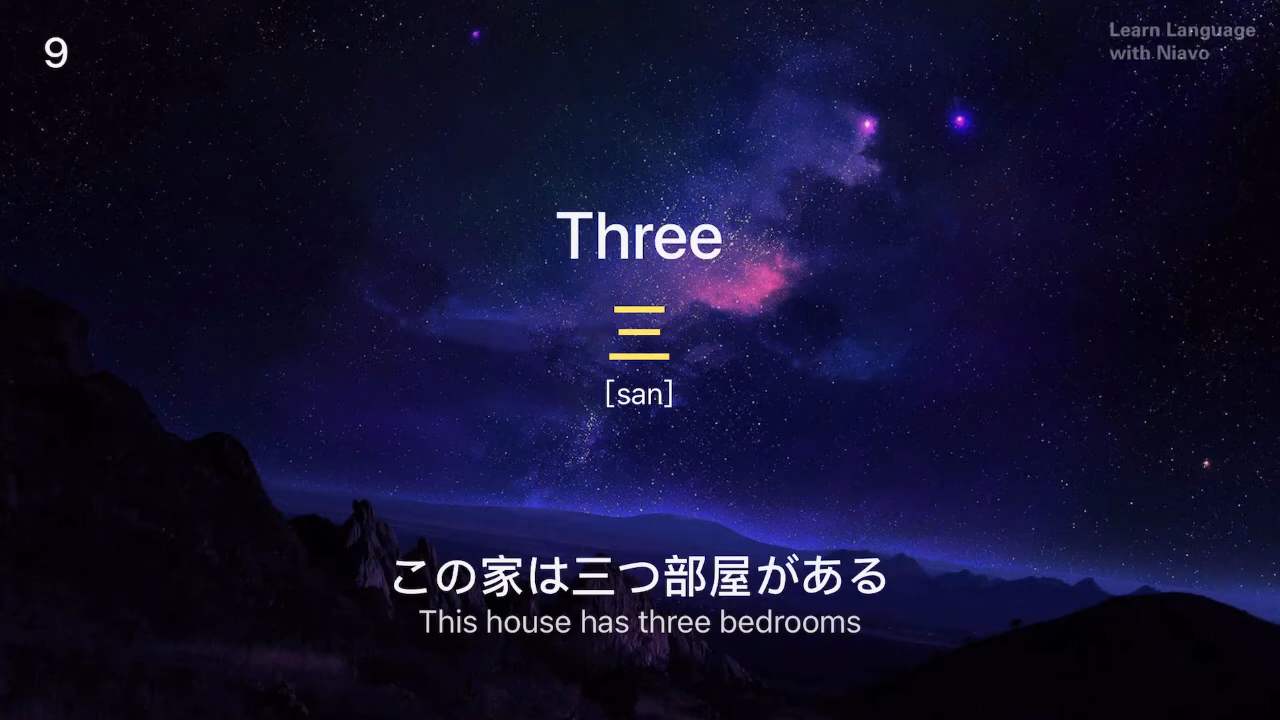 9
Learn Language
with Niavo
Three
三
[san]
この家は三つ部屋がある
This house has three bedrooms